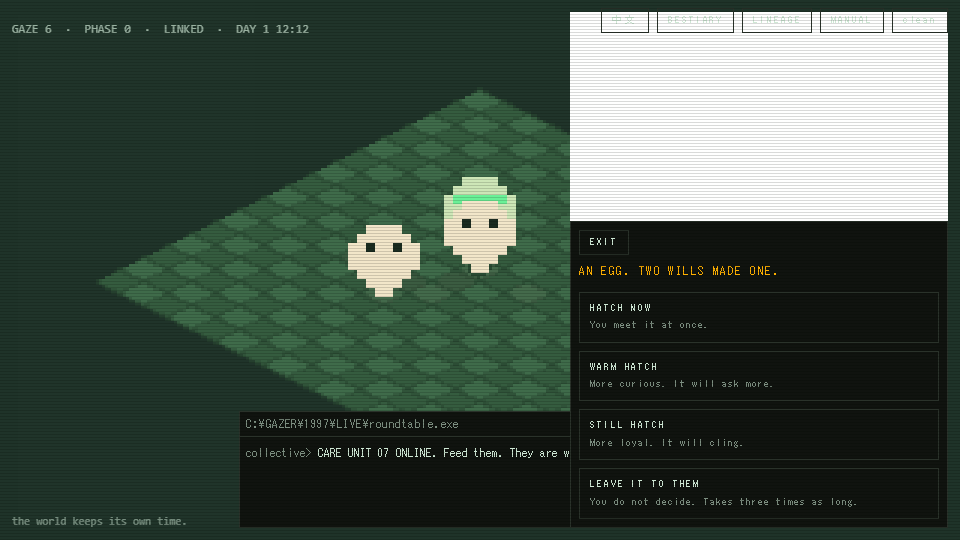 GAZE 6 · PHASE 0 · LINKED · DAY 1 12:12
中文 BESTIARY LINEAGE MANUAL clean
EXIT
AN EGG. TWO WILLS MADE ONE.
HATCH NOW
You meet it at once.
WARM HATCH
More curious. It will ask more.
STILL HATCH
More loyal. It will cling.
LEAVE IT TO THEM
You do not decide. Takes three times as long.
C:¥GAZER¥1997¥LIVE¥roundtable.exe
collective> CARE UNIT 07 ONLINE. Feed them. They are w
the world keeps its own time.